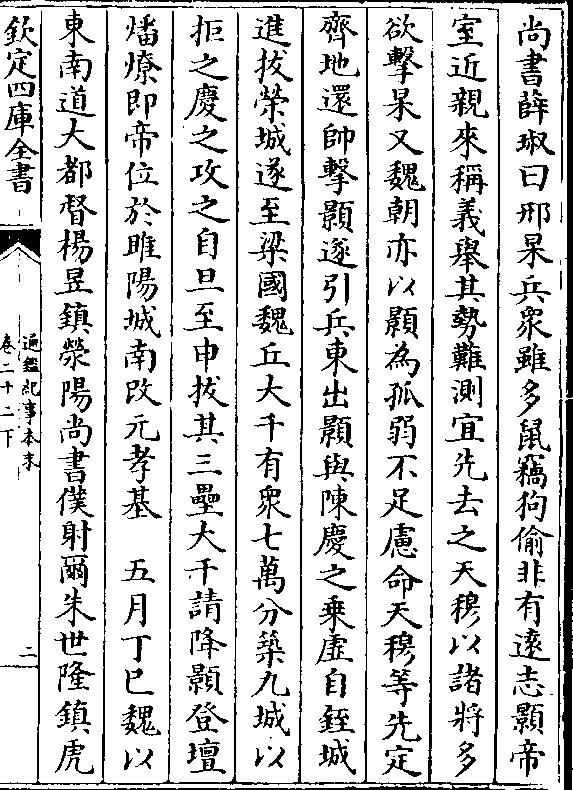 尚書薛琡曰邢杲兵衆雖多鼠竊狗偷非有遠志顥帝
室近親來稱義舉其勢難測宜先去之天穆以諸將多
欲擊杲又魏朝亦以顥為孤弱不足慮命天穆等先定
齊地還帥擊顥遂引兵東出顥與陳慶之乗虛自銍城
進拔榮城遂至梁國魏丘大千有衆七萬分築九城以
拒之慶之攻之自旦至申拔其三壘大千請降顥登壇
燔燎即帝位於睢陽城南改元孝基　五月丁巳魏以
東南道大都督楊昱鎮滎陽尚書僕射爾朱世隆鎮虎
欽定四庫全書
通鑑紀事本末
卷二十二下
二